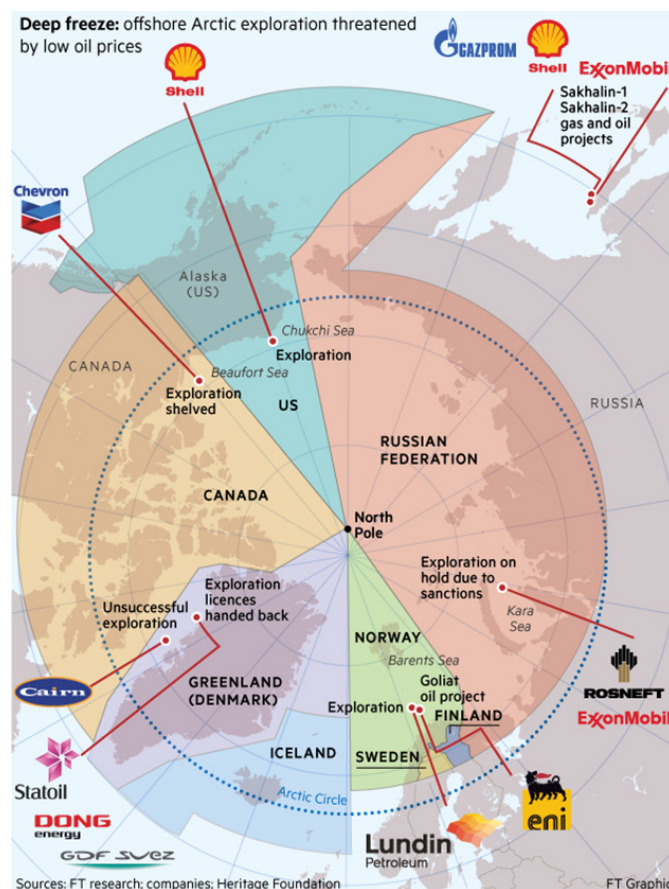 Deep freeze: offshore Arctic exploration threatened
by low oil prices
GAZPROM
Shell
ExxonMobil
Shell
Sakhalin-1
Sakhalin-2
gas and oil
projects
Chevron
Alaska
(US)
Chukchi Sea
Exploration
CANADA
Beaufort Sea
Exploration
shelved
US
RUSSIA
RUSSIAN
FEDERATION
CANADA
North
Pole
Exploration
licences
handed back
Exploration on
hold due to
sanctions
Unsuccessful
exploration
Kara
Sea
NORWAY
Barents Sea
GREENLAND
(DENMARK)
Goliat
oil project
Exploration
FINLAND
Cairn
ROSNEFT
ExxonMobil
ICELAND
SWEDEN
Arctic Circle
Statoil
eni
DONG
energy
Lundin
Petroleum
GDF SUEZ
Sources: FT research; companies; Heritage Foundation
FT Graph